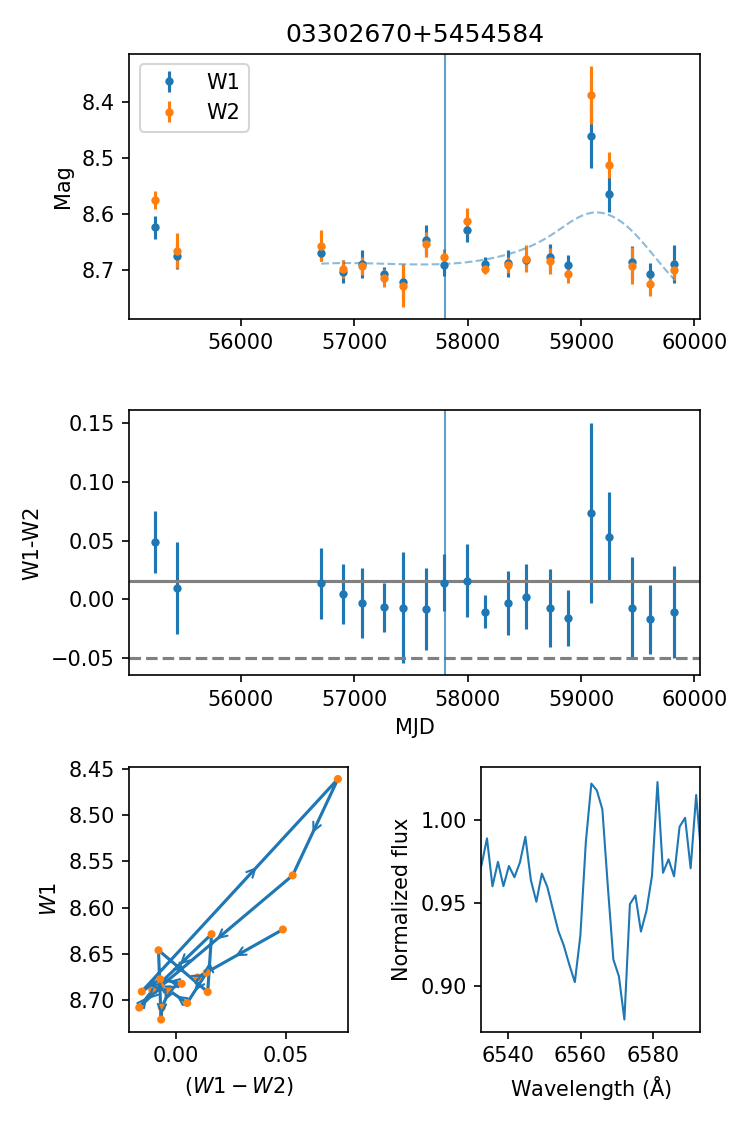 03302670+5454584
W1
W2
Mag
8.4
8.5
8.6
8.7
56000 57000 58000 59000 60000
W1-W2
0.15
0.10
0.05
0.00
−0.05
56000 57000 58000 59000 60000
MJD
W1
8.45
8.50
8.55
8.60
8.65
8.70
0.00 0.05
(W1 − W2)
Normalized flux
1.00
0.95
0.90
6540 6560 6580
Wavelength (Å)